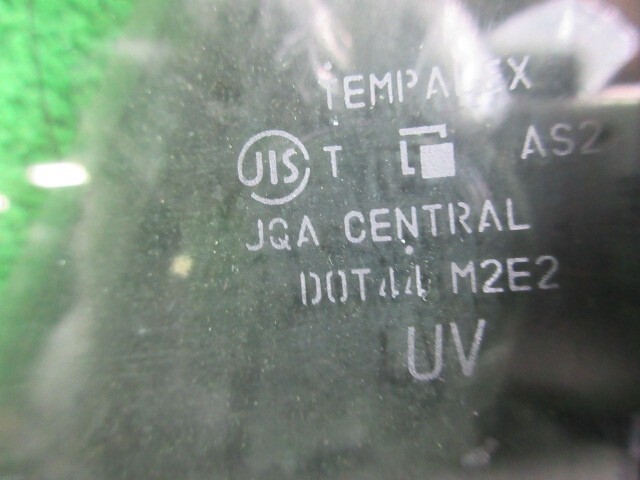 TEMPALEX
JIS T AS2
JQA CENTRAL
DOT44 M2E2
UV